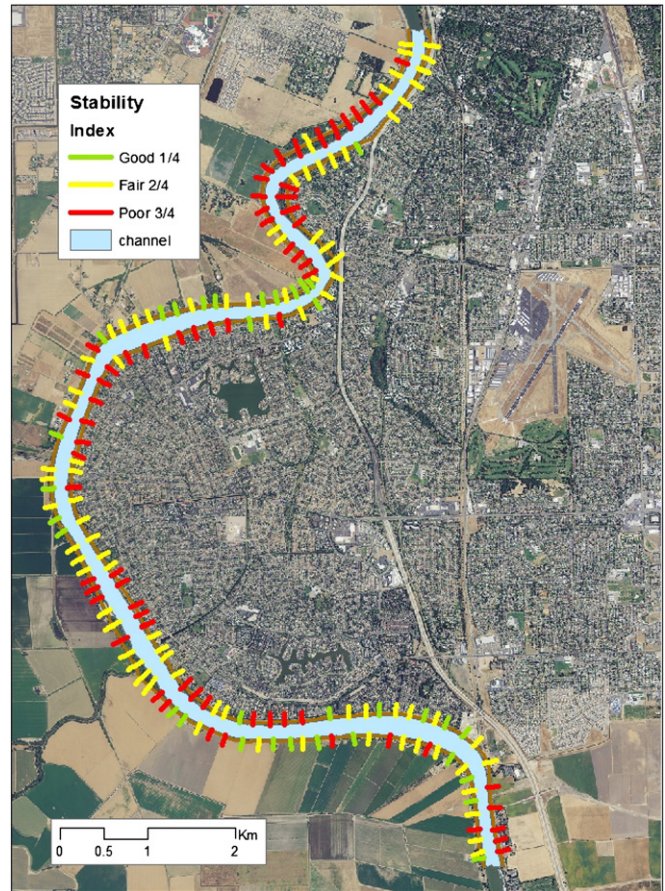 Stability
Index
Good 1/4
Fair 2/4
Poor 3/4
channel
Km
0 0.5 1 2